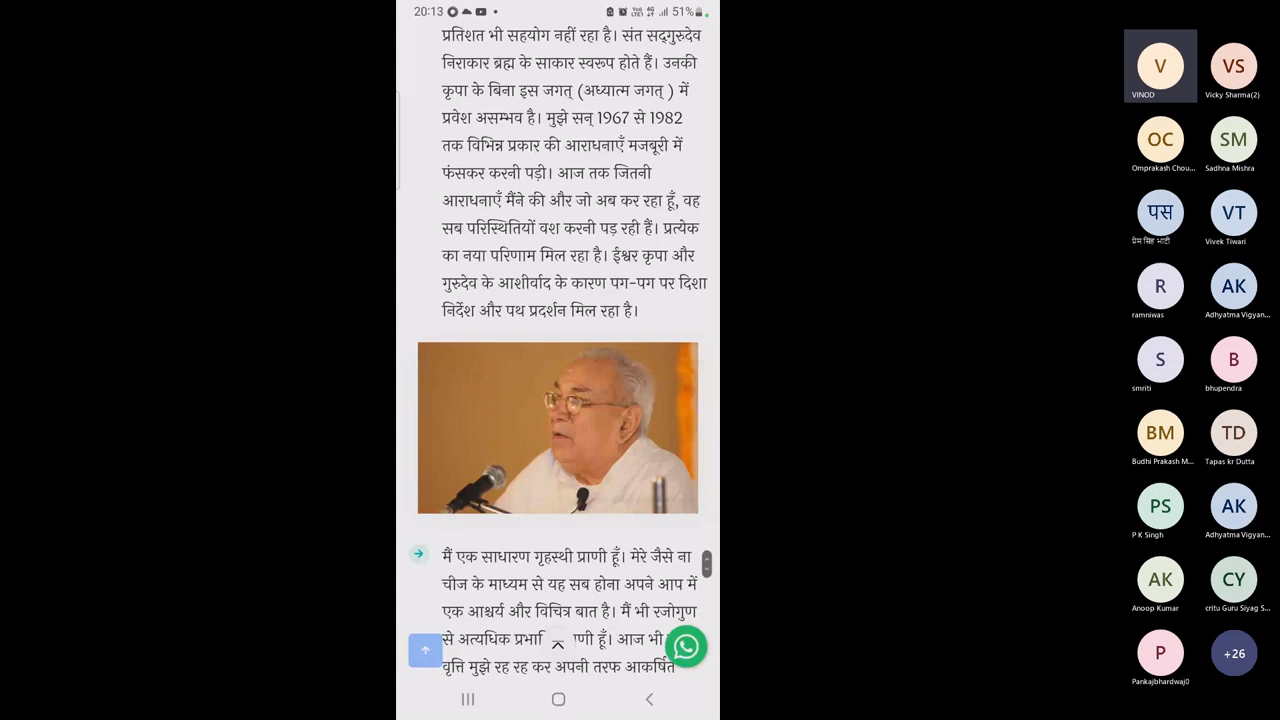 20:13
51%
प्रतिशत भी सहयोग नहीं रहा है। संत सद्‌गुरुदेव
निराकार ब्रह्म के साकार स्वरूप होते हैं। उनकी
कृपा के बिना इस जगत् (अध्यात्म जगत् ) में
प्रवेश असम्भव है। मुझे सन् 1967 से 1982
तक विभिन्न प्रकार की आराधनाएँ मजबूरी में
फंसकर करनी पड़ी। आज तक जितनी
आराधनाएँ मैंने की और जो अब कर रहा हूँ, वह
सब परिस्थितियों वश करनी पड़ रही हैं। प्रत्येक
का नया परिणाम मिल रहा है। ईश्वर कृपा और
गुरुदेव के आशीर्वाद के कारण पग-पग पर दिशा
निर्देश और पथ प्रदर्शन मिल रहा है।
मैं एक साधारण गृहस्थी प्राणी हूँ। मेरे जैसे ना
चीज के माध्यम से यह सब होना अपने आप में
एक आश्चर्य और विचित्र बात है। मैं भी रजोगुण
से अत्यधिक हूँ। आज भी
वृत्ति मुझे रह रह कर अपनी तरफ आकर्षित
V VS
VINOD Vicky Sharma(2)
OC SM
Omprakash Chou... Sadhna Mishra
पस VT
प्रेम सिंह भाटी Vivek Tiwari
R AK
ramniwas Adhyatma Vigyan...
S B
smriti bhupendra
BM TD
Budhi Prakash M... Tapas kr Dutta
PS AK
P K Singh Adhyatma Vigyan...
AK CY
Anoop Kumar critu Guru Siyag S...
P +26
Pankajbhardwaj0